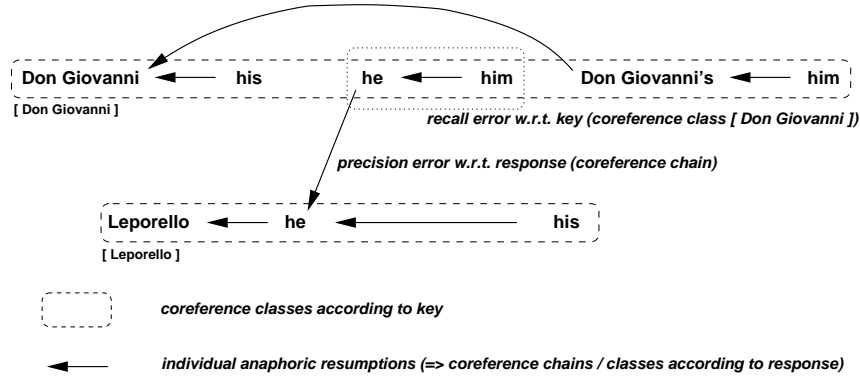 Don Giovanni his he him Don Giovanni's him
[ Don Giovanni ]
recall error w.r.t. key (coreference class [ Don Giovanni ])
precision error w.r.t. response (coreference chain)
Leporello he his
[ Leporello ]
coreference classes according to key
individual anaphoric resumptions (=> coreference chains / classes according to response)